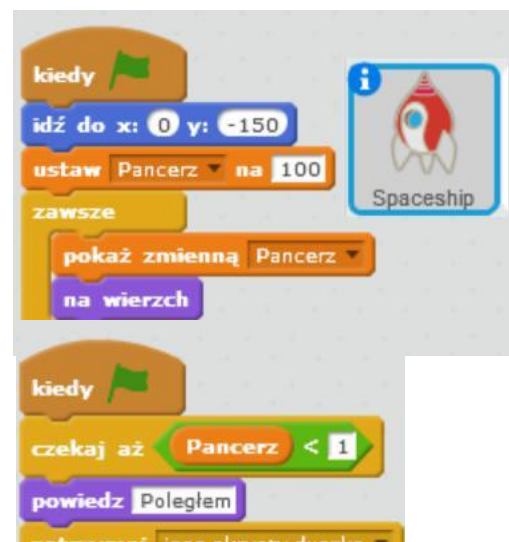 kiedy
idź do x: 0 y: -150
ustaw Pancerz na 100
zawsze
pokaż zmienną Pancerz
na wierzch
i
Spaceship
kiedy
czekaj aż Pancerz < 1
powiedz Poległem